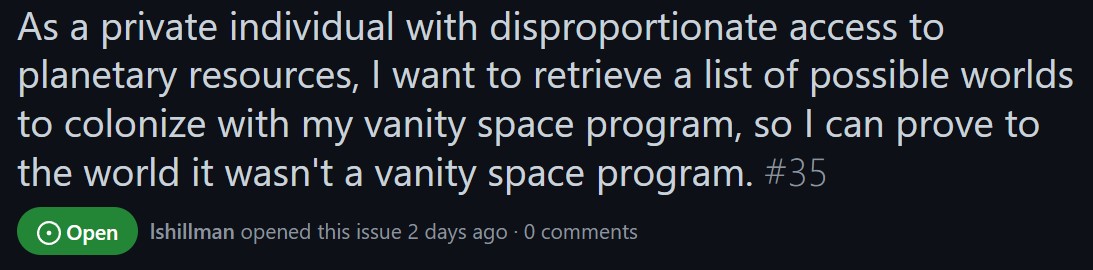 As a private individual with disproportionate access to
planetary resources, I want to retrieve a list of possible worlds
to colonize with my vanity space program, so I can prove to
the world it wasn't a vanity space program. #35
Open lshillman opened this issue 2 days ago · 0 comments